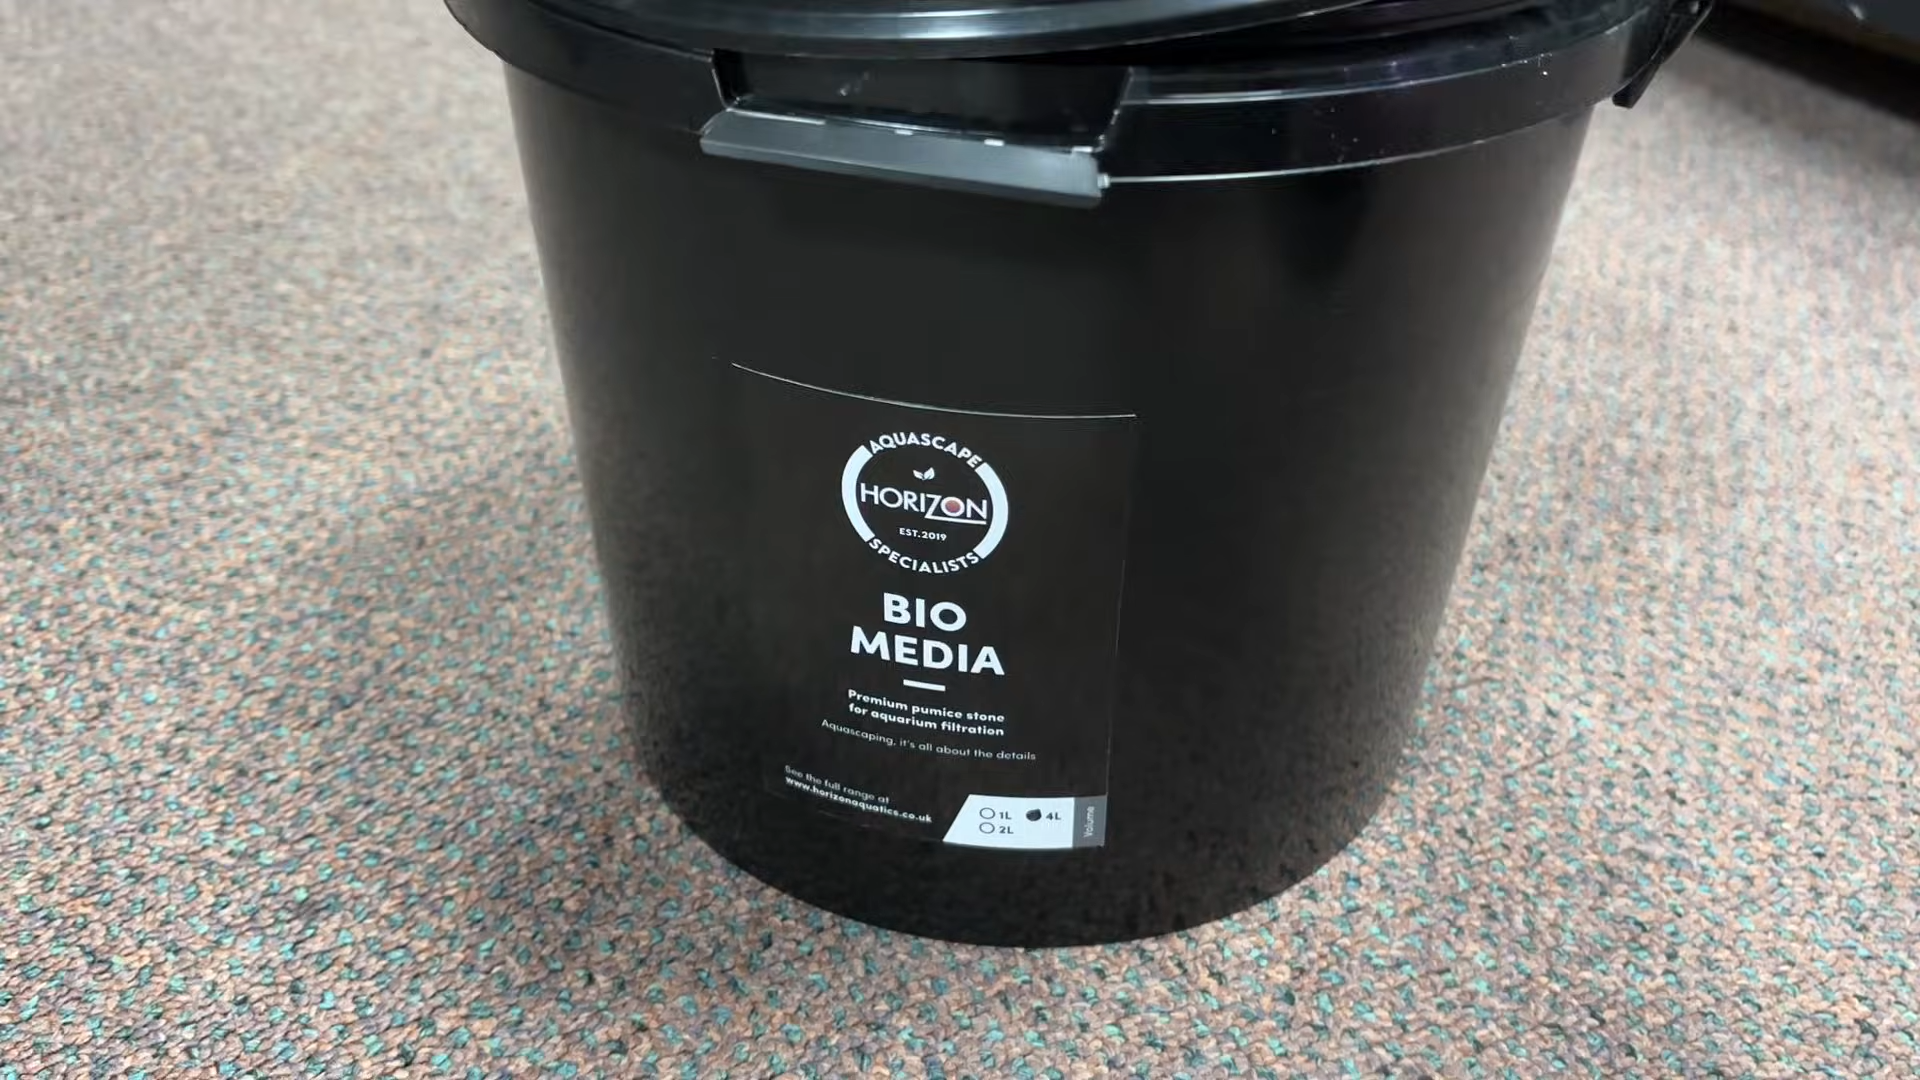 AQUASCAPE
HORIZON
EST.2019
SPECIALISTS
BIO
MEDIA
Premium pumice stone
for aquarium filtration
Aquascaping, it's all about the details
See the full range at
www.horizonaquatics.co.uk
1L 4L
2L
Volume